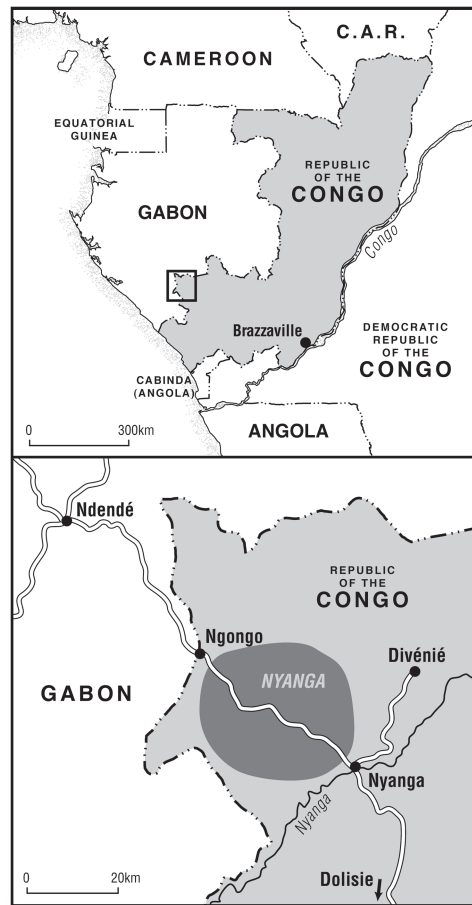 C.A.R.
CAMEROON
EQUATORIAL
GUINEA
REPUBLIC
OF THE
CONGO
GABON
Congo
Brazzaville
DEMOCRATIC
REPUBLIC
OF THE
CONGO
CABINDA
(ANGOLA)
0 300km
ANGOLA
Ndendé
REPUBLIC
OF THE
CONGO
Ngongo
Divénié
NYANGA
GABON
Nyanga
Nyanga
0 20km
Dolisie